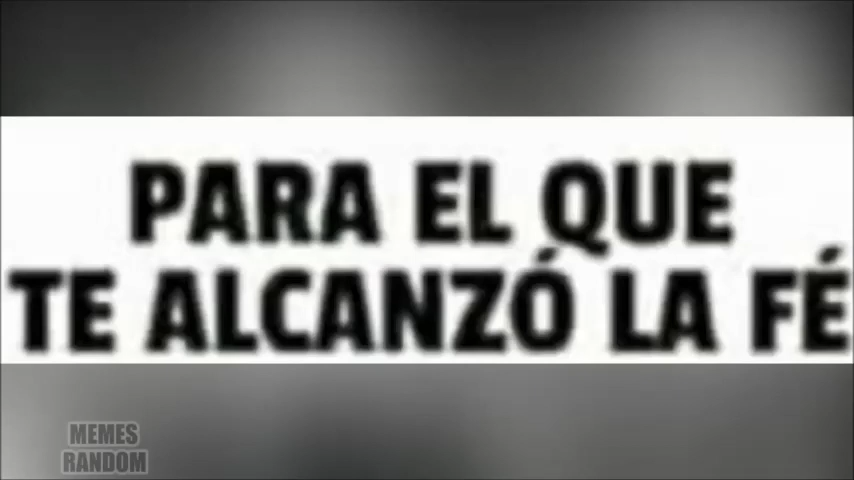 PARA EL QUE
TE ALCANZÓ LA FÉ
MEMES
RANDOM